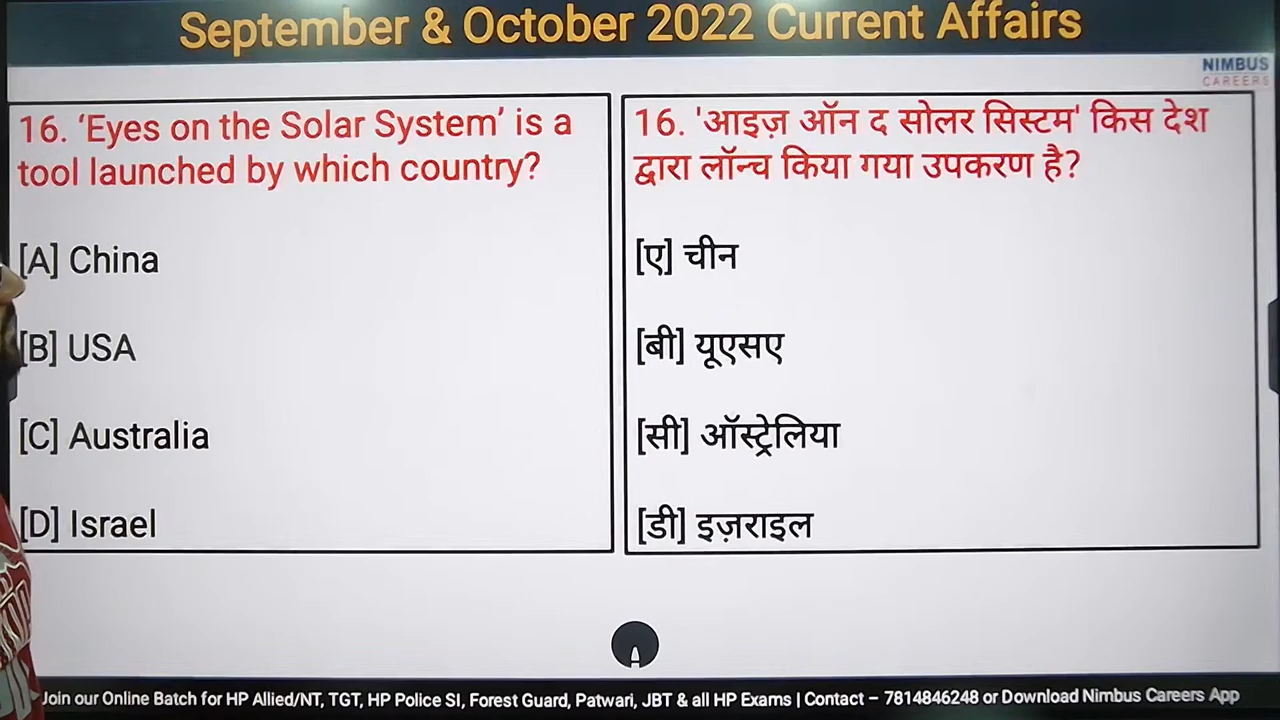 September & October 2022 Current Affairs
NIMBUS
CAREERS
16. ‘Eyes on the Solar System’ is a
tool launched by which country?
[A] China
[B] USA
[C] Australia
[D] Israel
16. 'आइज़ ऑन द सोलर सिस्टम' किस देश
द्वारा लॉन्च किया गया उपकरण है?
[ए] चीन
[बी] यूएसए
[सी] ऑस्ट्रेलिया
[डी] इज़राइल
Join our Online Batch for HP Allied/NT, TGT, HP Police SI, Forest Guard, Patwari, JBT & all HP Exams | Contact – 7814846248 or Download Nimbus Careers App